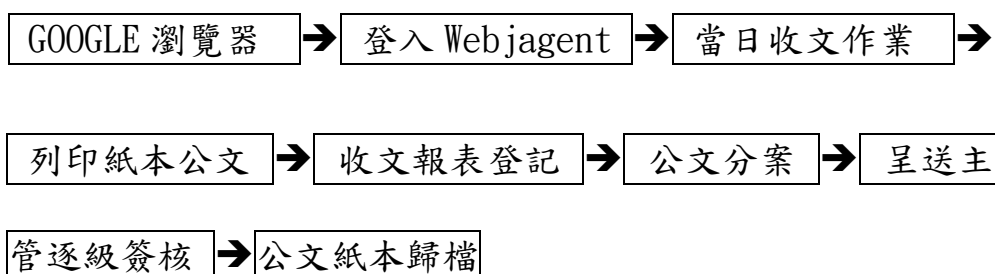 GOOGLE 瀏覽器 ➔ 登入 Webjagent ➔ 當日收文作業 ➔
列印紙本公文 ➔ 收文報表登記 ➔ 公文分案 ➔ 呈送主
管逐級簽核 ➔ 公文紙本歸檔